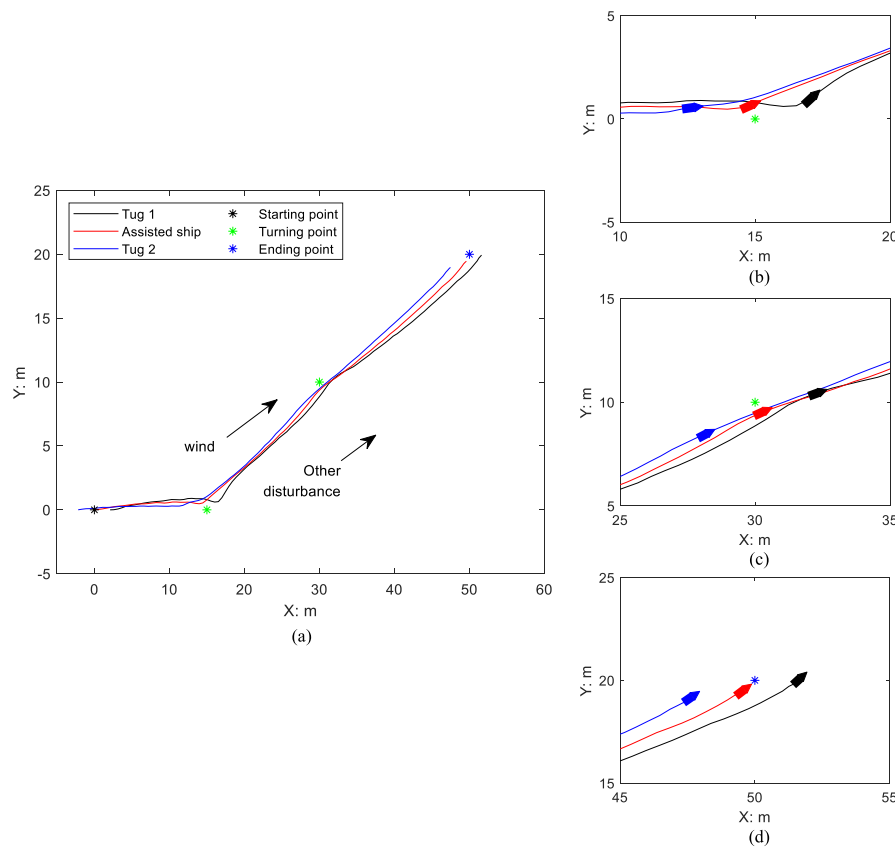 25
20
15
10
5
0
-5
0
10
20
30
40
50
60
Y: m
X: m
Tug 1
Assisted ship
Tug 2
Starting point
Turning point
Ending point
wind
Other
disturbance
(a)
5
0
-5
10
15
20
Y: m
X: m
(b)
15
10
5
25
30
35
Y: m
X: m
(c)
25
20
15
45
50
55
Y: m
X: m
(d)